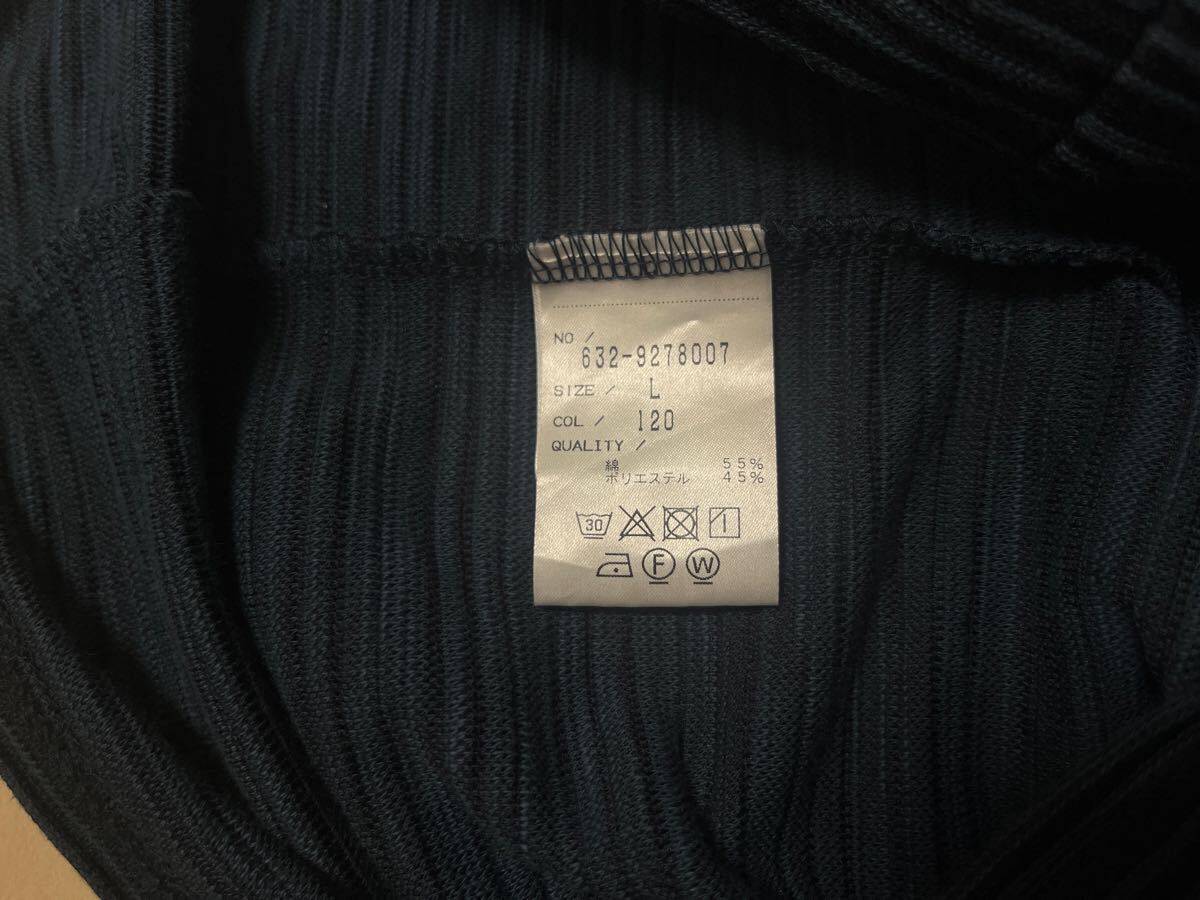 NO /
632-9278007
SIZE / L
COL / 120
QUALITY /
綿 55%
ポリエステル 45%
30
F W